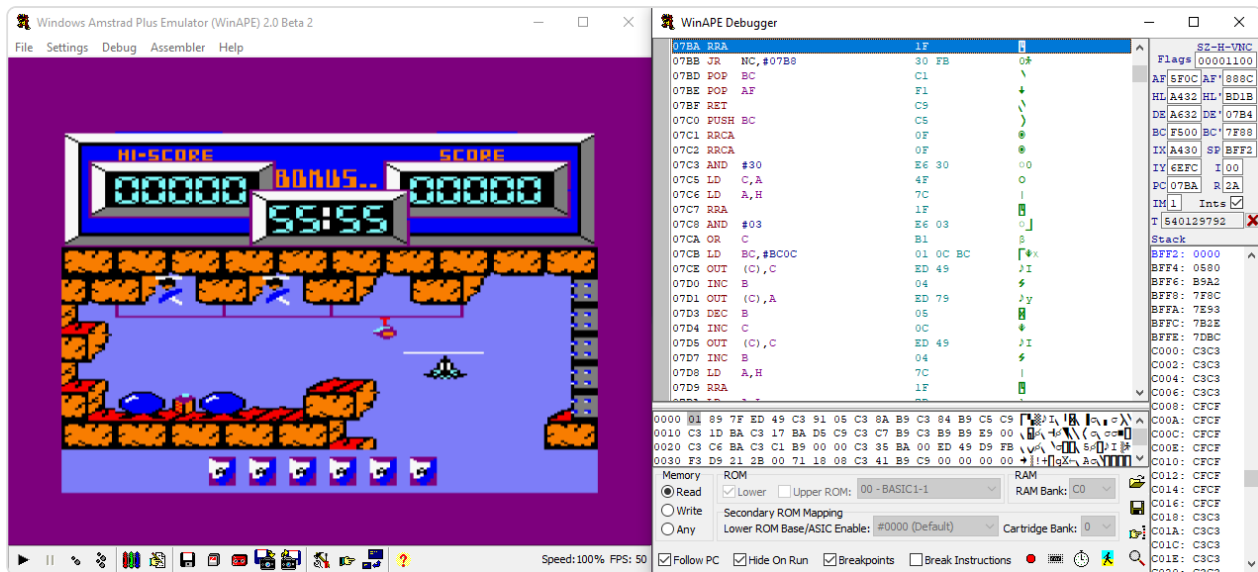 Windows Amstrad Plus Emulator (WinAPE) 2.0 Beta 2
File Settings Debug Assembler Help
HI-SCORE
SCORE
00000
BONUS..
00000
55:55
Speed:100% FPS: 50
WinAPE Debugger
07BA RRA 1F
07BB JR NC,#07B8 30 FB
07BD POP BC C1
07BE POP AF F1
07BF RET C9
07C0 PUSH BC C5
07C1 RRCA 0F
07C2 RRCA 0F
07C3 AND #30 E6 30
07C5 LD C,A 4F
07C6 LD A,H 7C
07C7 RRA 1F
07C8 AND #03 E6 03
07CA OR C B1
07CB LD BC,#BC0C 01 0C BC
07CE OUT (C),C ED 49
07D0 INC B 04
07D1 OUT (C),A ED 79
07D3 DEC B 05
07D4 INC C 0C
07D5 OUT (C),C ED 49
07D7 INC B 04
07D8 LD A,H 7C
07D9 RRA 1F
SZ-H-VNC
Flags 00001100
AF 5F0C AF' 888C
HL A432 HL' BD1B
DE A632 DE' 07B4
BC F500 BC' 7F88
IX A430 SP BFF2
IY 6EFC I 00
PC 07BA R 2A
IM 1 Ints
T 540129792
Stack
BFF2: 0000
BFF4: 0580
BFF6: B9A2
BFF8: 7F8C
BFFA: 7E93
BFFC: 7B2E
BFFE: 7DBC
C000: C3C3
C002: C3C3
C004: C3C3
C006: C3C3
C008: CFCF
C00A: CFCF
C00C: CFCF
C00E: CFCF
C010: CFCF
C012: CFCF
C014: CFCF
C016: CFCF
C018: C3C3
C01A: C3C3
C01C: C3C3
C01E: C3C3
0000 01 89 7F ED 49 C3 91 05 C3 8A B9 C3 84 B9 C5 C9
0010 C3 1D BA C3 17 BA D5 C9 C3 C7 B9 C3 B9 B9 E9 00
0020 C3 C6 BA C3 C1 B9 00 00 C3 35 BA 00 ED 49 D9 FB
0030 F3 D9 21 2B 00 71 18 08 C3 41 B9 C9 00 00 00 00
Memory
Read
Write
Any
ROM
Lower
Upper ROM:
00 - BASIC1-1
RAM
RAM Bank: C0
Secondary ROM Mapping
Lower ROM Base/ASIC Enable: #0000 (Default)
Cartridge Bank: 0
Follow PC
Hide On Run
Breakpoints
Break Instructions